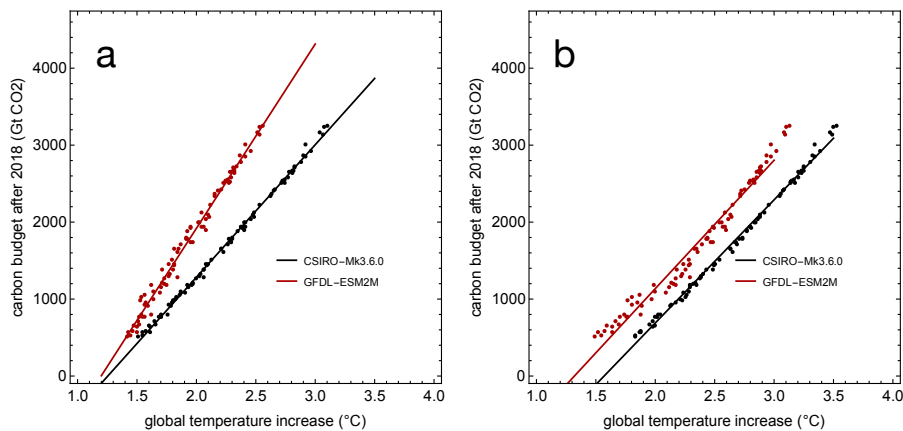 a
carbon budget after 2018 (Gt CO2)
4000
3000
2000
1000
0
CSIRO−Mk3.6.0
GFDL−ESM2M
1.0 1.5 2.0 2.5 3.0 3.5 4.0
global temperature increase (°C)
b
carbon budget after 2018 (Gt CO2)
4000
3000
2000
1000
0
CSIRO−Mk3.6.0
GFDL−ESM2M
1.0 1.5 2.0 2.5 3.0 3.5 4.0
global temperature increase (°C)